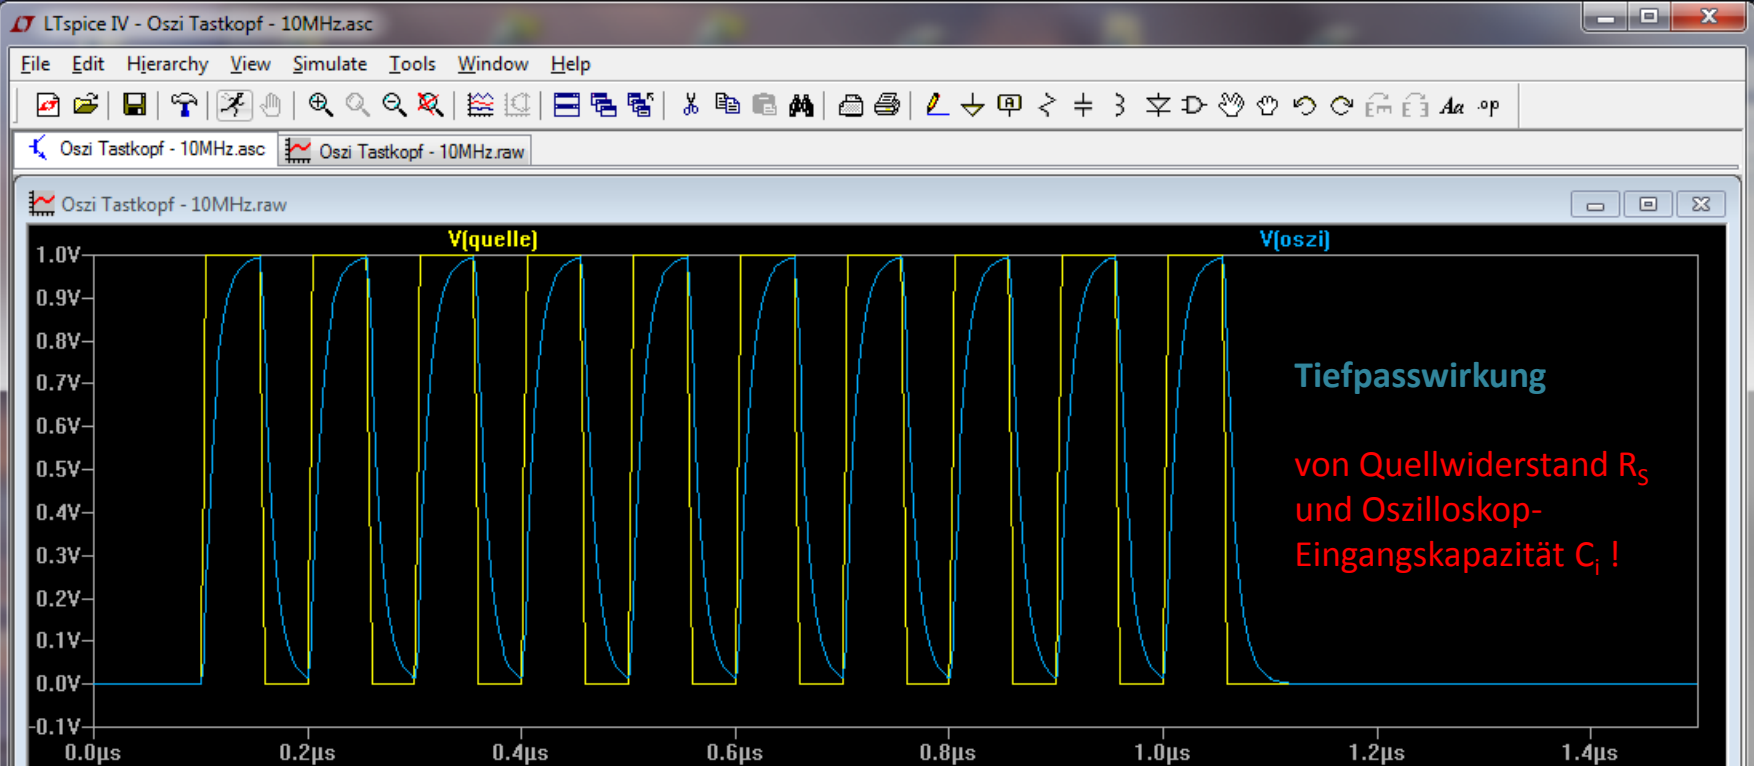 LTspice IV - Oszi Tastkopf - 10MHz.asc
File Edit Hierarchy View Simulate Tools Window Help
Aa .op
Oszi Tastkopf - 10MHz.asc Oszi Tastkopf - 10MHz.raw
Oszi Tastkopf - 10MHz.raw
V(quelle) V(oszi)
1.0V
0.9V
0.8V
0.7V
0.6V
0.5V
0.4V
0.3V
0.2V
0.1V
0.0V
-0.1V
0.0µs 0.2µs 0.4µs 0.6µs 0.8µs 1.0µs 1.2µs 1.4µs
Tiefpasswirkung
von Quellwiderstand RS
und Oszilloskop-
Eingangskapazität Ci !